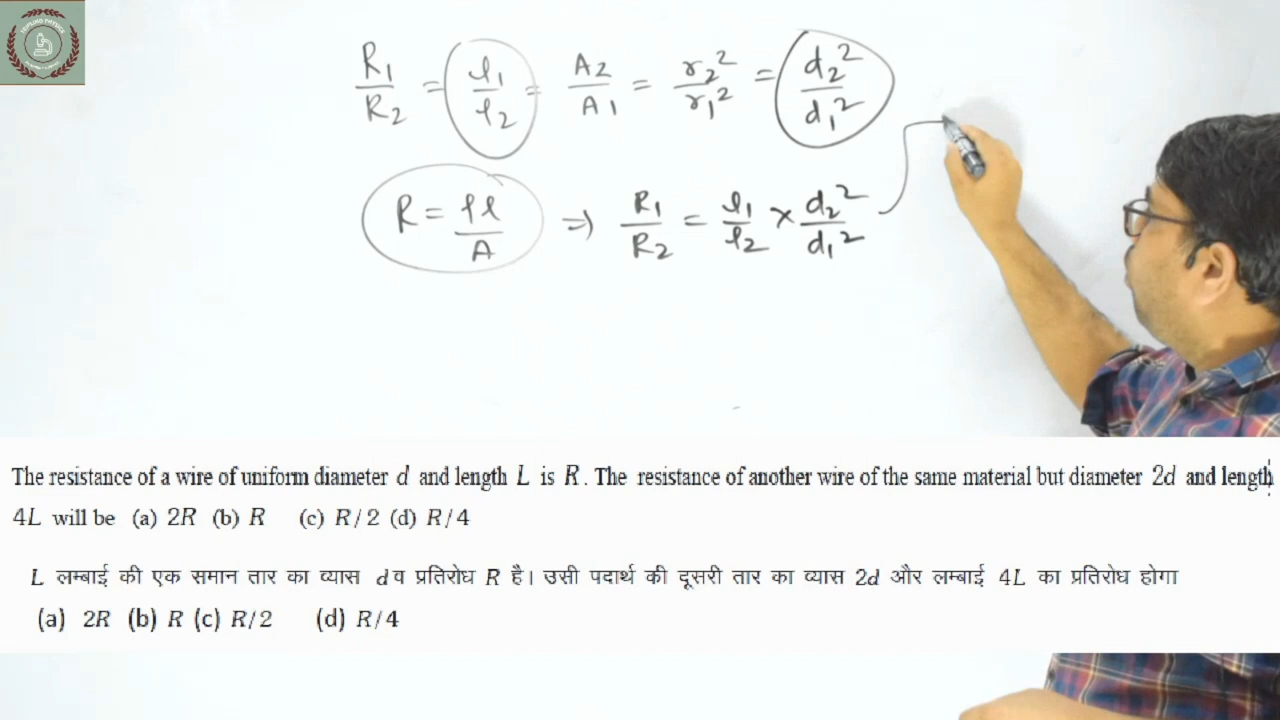 R₁/R₂ = l₁/l₂ = A₂/A₁ = r₂²/r₁² = d₂²/d₁²
R = ρl/A ⇒ R₁/R₂ = l₁/l₂ × d₂²/d₁²
The resistance of a wire of uniform diameter d and length L is R. The resistance of another wire of the same material but diameter 2d and length
4L will be (a) 2R (b) R (c) R/2 (d) R/4
L लम्बाई की एक समान तार का व्यास d व प्रतिरोध R है। उसी पदार्थ की दूसरी तार का व्यास 2d और लम्बाई 4L का प्रतिरोध होगा
(a) 2R (b) R (c) R/2 (d) R/4